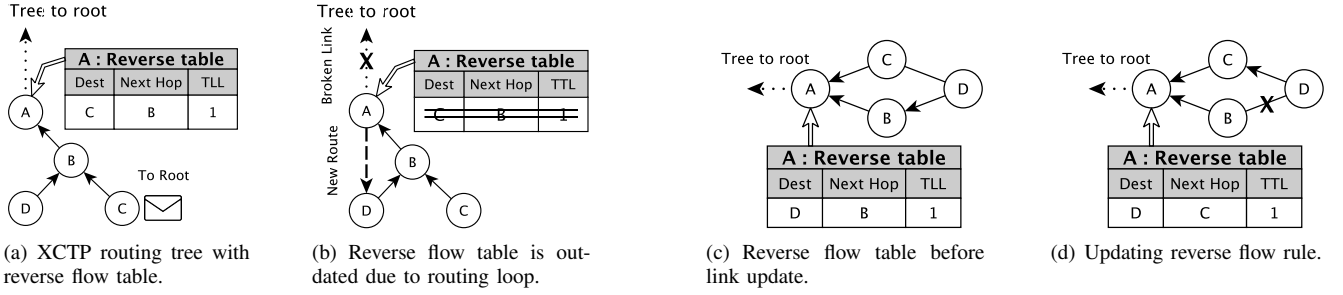 Tree to root
A : Reverse table
Dest Next Hop TLL
C B 1
A
B
To Root
D
C
(a) XCTP routing tree with
reverse flow table.
Tree to root
Broken Link
X
A : Reverse table
Dest Next Hop TTL
C B 1
A
New Route
B
D
C
(b) Reverse flow table is out-
dated due to routing loop.
Tree to root
C
A
D
B
A : Reverse table
Dest Next Hop TLL
D B 1
(c) Reverse flow table before
link update.
Tree to root
C
A
D
X
B
A : Reverse table
Dest Next Hop TTL
D C 1
(d) Updating reverse flow rule.